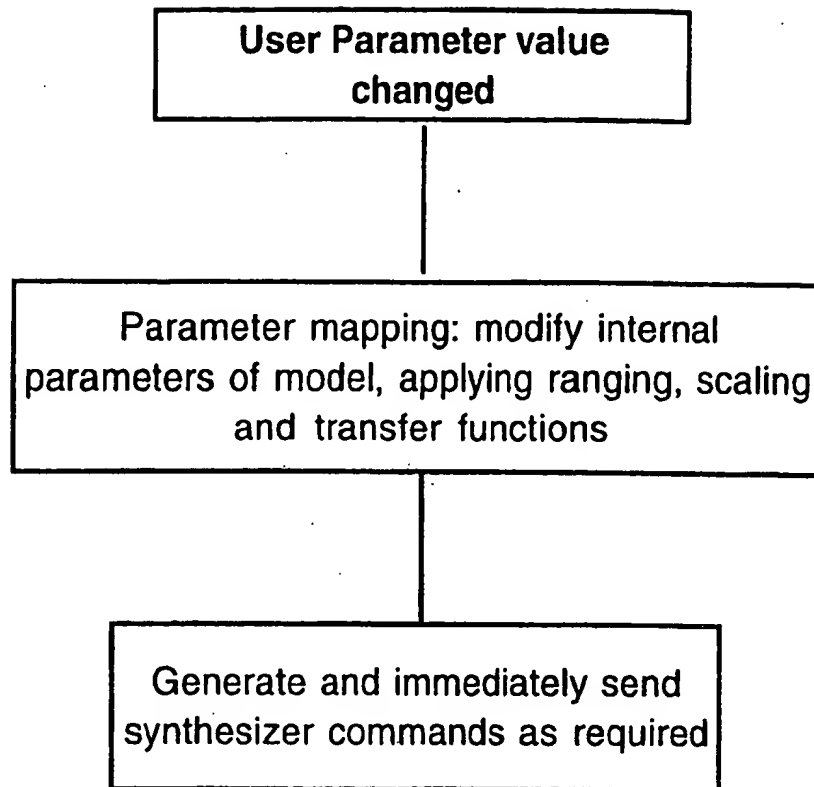 User Parameter value
changed
Parameter mapping: modify internal
parameters of model, applying ranging, scaling
and transfer functions
Generate and immediately send
synthesizer commands as required